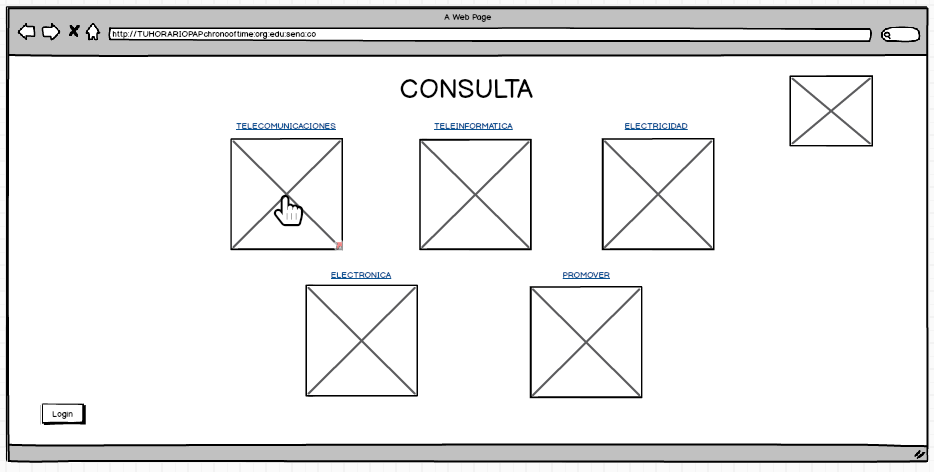 A Web Page
http://TUHORARIOPAPchronooftime.org.edu.sena.co
CONSULTA
TELECOMUNICACIONES
TELEINFORMATICA
ELECTRICIDAD
ELECTRONICA
PROMOVER
Login